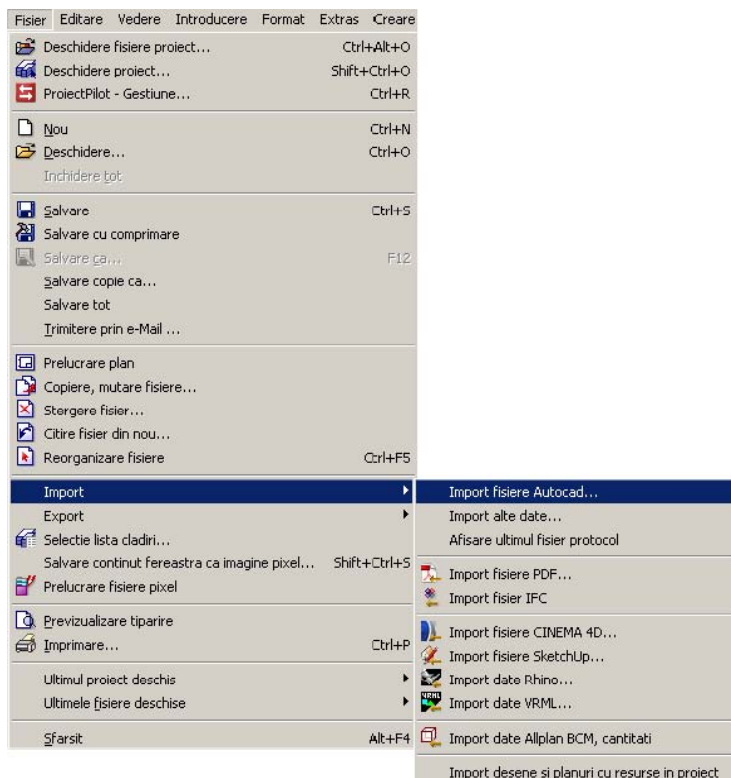 Fisier Editare Vedere Introducere Format Extras Creare
Deschidere fisiere proiect... Ctrl+Alt+O
Deschidere proiect... Shift+Ctrl+O
ProiectPilot - Gestiune... Ctrl+R
Nou Ctrl+N
Deschidere... Ctrl+O
Inchidere tot
Salvare Ctrl+S
Salvare cu comprimare
Salvare ca... F12
Salvare copie ca...
Salvare tot
Trimitere prin e-Mail ...
Prelucrare plan
Copiere, mutare fisiere...
Stergere fisier...
Citire fisier din nou...
Reorganizare fisiere Ctrl+F5
Import
Export
Selectie lista cladiri...
Salvare continut fereastra ca imagine pixel... Shift+Ctrl+S
Prelucrare fisiere pixel
Previzualizare tiparire
Imprimare... Ctrl+P
Ultimul proiect deschis
Ultimele fisiere deschise
Sfarsit Alt+F4
Import fisiere Autocad...
Import alte date...
Afisare ultimul fisier protocol
Import fisiere PDF...
Import fisier IFC
Import fisiere CINEMA 4D...
Import fisiere SketchUp...
Import date Rhino...
VRML Import date VRML...
Import date Allplan BCM, cantitati
Import desene si planuri cu resurse in proiect